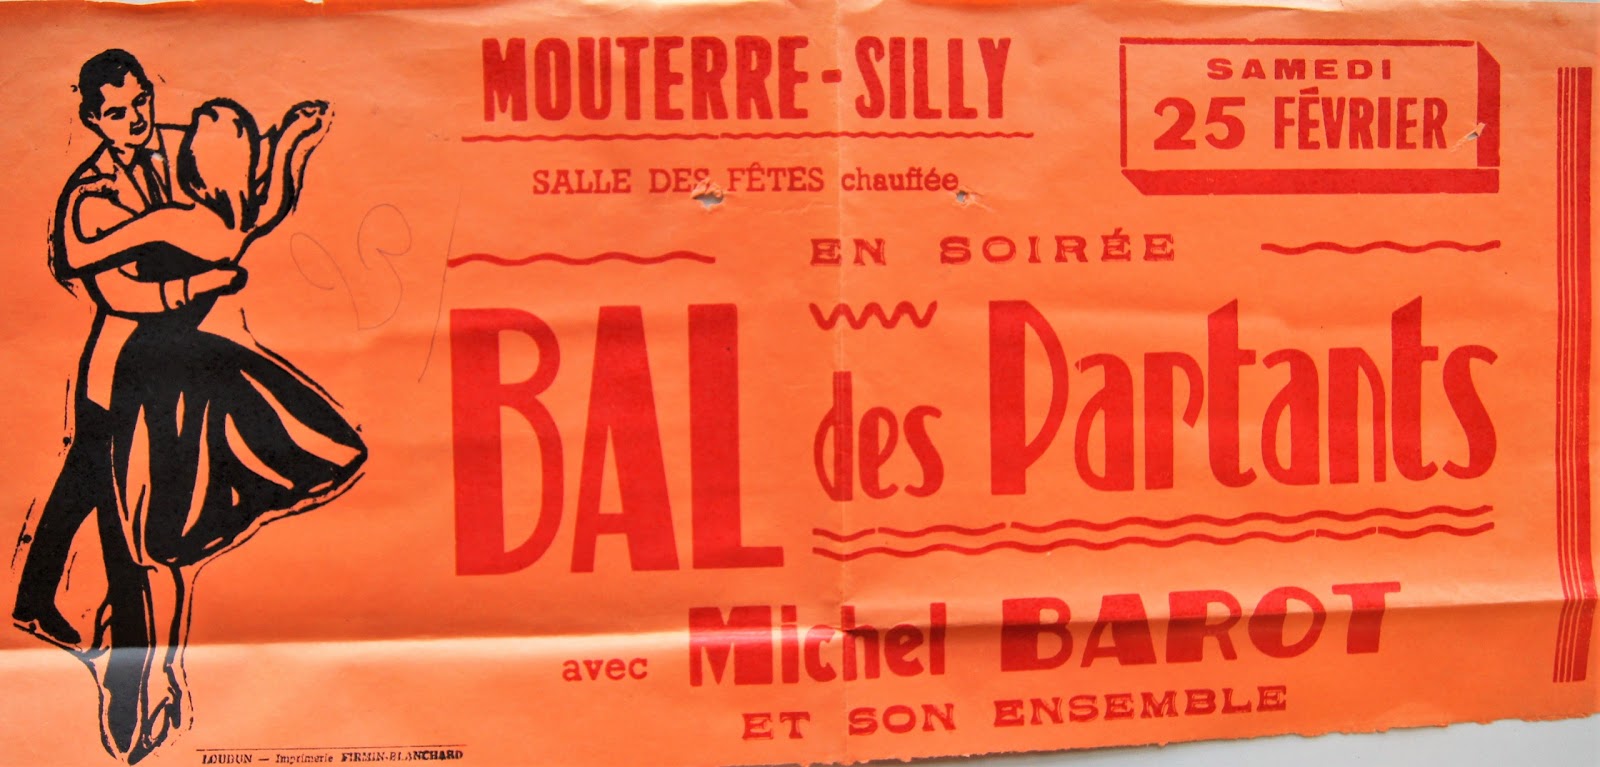 MOUTERRE-SILLY
SAMEDI
25 FÉVRIER
SALLE DES FÊTES chauffée
EN SOIRÉE
BAL des Partants
avec Michel BAROT
ET SON ENSEMBLE
LOUDUN — Imprimerie FIRMIN-BLANCHARD